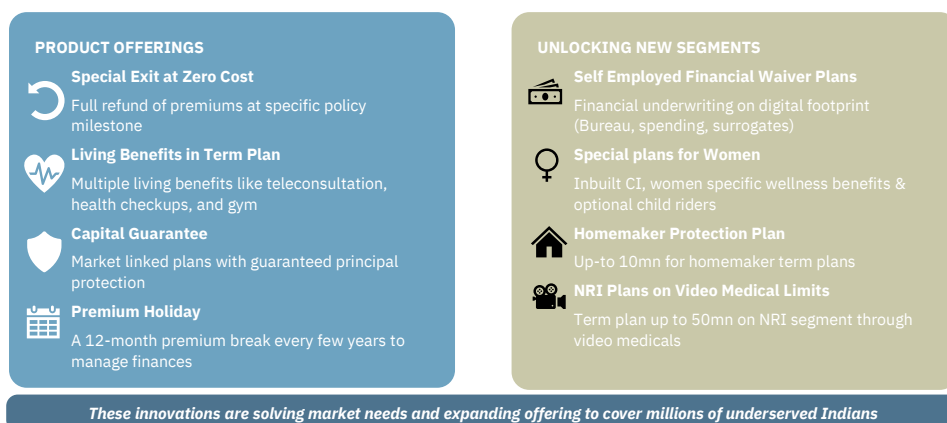 PRODUCT OFFERINGS
Special Exit at Zero Cost
Full refund of premiums at specific policy
milestone
Living Benefits in Term Plan
Multiple living benefits like teleconsultation,
health checkups, and gym
Capital Guarantee
Market linked plans with guaranteed principal
protection
Premium Holiday
A 12-month premium break every few years to
manage finances
UNLOCKING NEW SEGMENTS
Self Employed Financial Waiver Plans
Financial underwriting on digital footprint
(Bureau, spending, surrogates)
Special plans for Women
Inbuilt CI, women specific wellness benefits &
optional child riders
Homemaker Protection Plan
Up-to 10mn for homemaker term plans
NRI Plans on Video Medical Limits
Term plan up to 50mn on NRI segment through
video medicals
These innovations are solving market needs and expanding offering to cover millions of underserved Indians